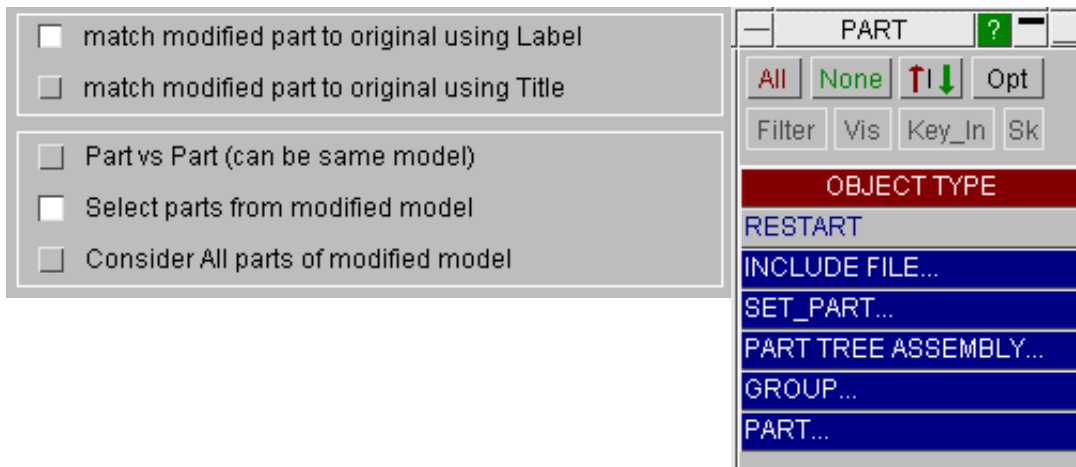 match modified part to original using Label
match modified part to original using Title
Part vs Part (can be same model)
Select parts from modified model
Consider All parts of modified model
PART ?
All None Opt
Filter Vis Key_In Sk
OBJECT TYPE
RESTART
INCLUDE FILE...
SET_PART...
PART TREE ASSEMBLY...
GROUP...
PART...